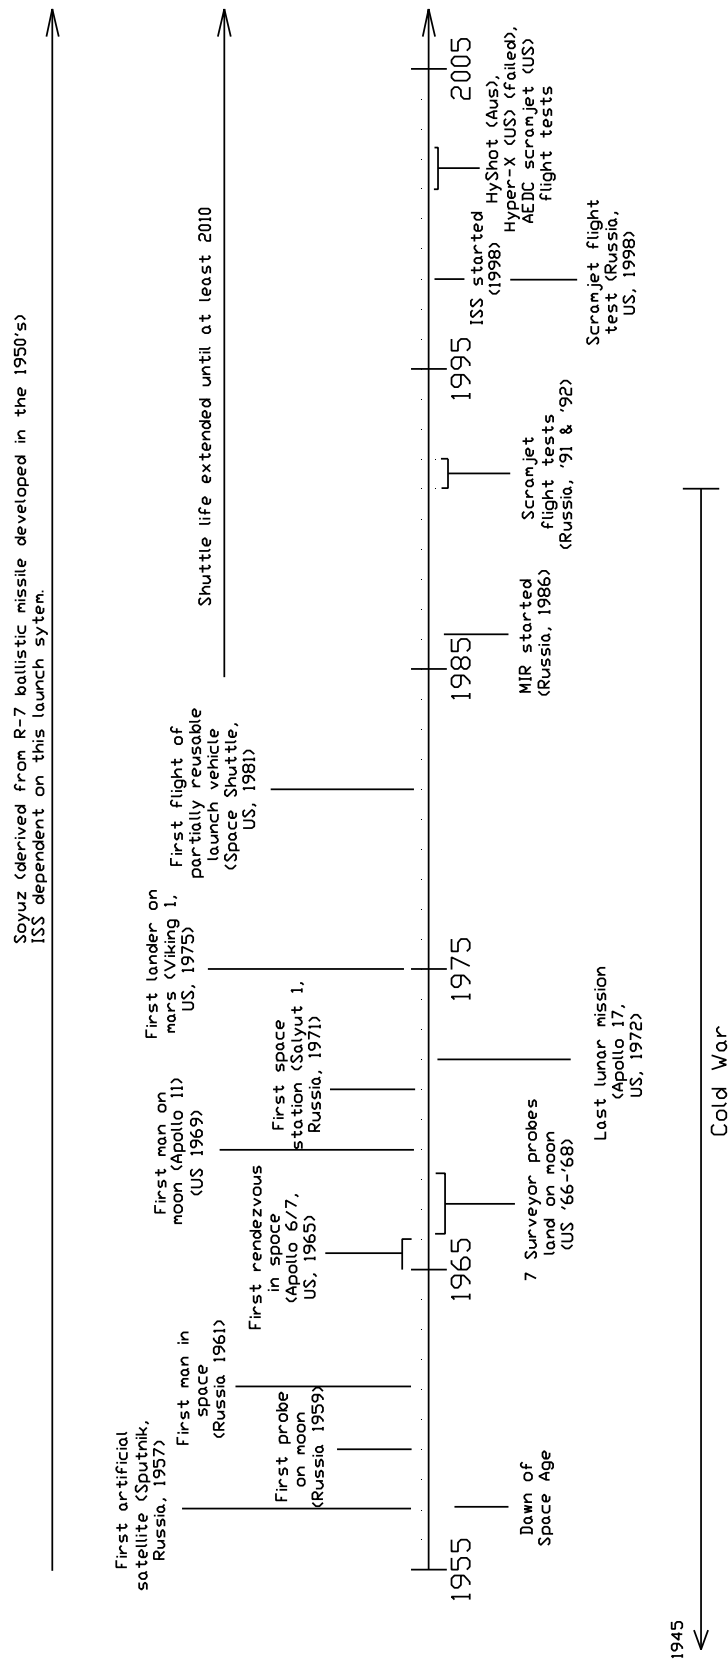 Soyuz (derived from R-7 ballistic missile developed in the 1950's)
ISS dependent on this launch sytem.
Shuttle life extended until at least 2010
First artificial
satellite (Sputnik,
Russia, 1957)
First man in
space
(Russia 1961)
First probe
on moon
(Russia 1959)
First rendezvous
in space
(Apollo 6/7,
US, 1965)
First man on
moon (Apollo 11)
(US 1969)
First space
station (Salyut 1,
Russia, 1971)
First lander on
mars (Viking 1,
US, 1975)
First flight of
partially reusable
launch vehicle
(Space Shuttle,
US, 1981)
1955
1965
1975
1985
1995
2005
Dawn of
Space Age
7 Surveyor probes
land on moon
(US '66-'68)
Last lunar mission
(Apollo 17,
US, 1972)
MIR started
(Russia, 1986)
Scramjet
flight tests
(Russia, '91 & '92)
ISS started
(1998)
Scramjet flight
test (Russia,
US, 1998)
HyShot (Aus),
Hyper-X (US) (failed),
AEDC scramjet (US)
flight tests
1945
Cold War